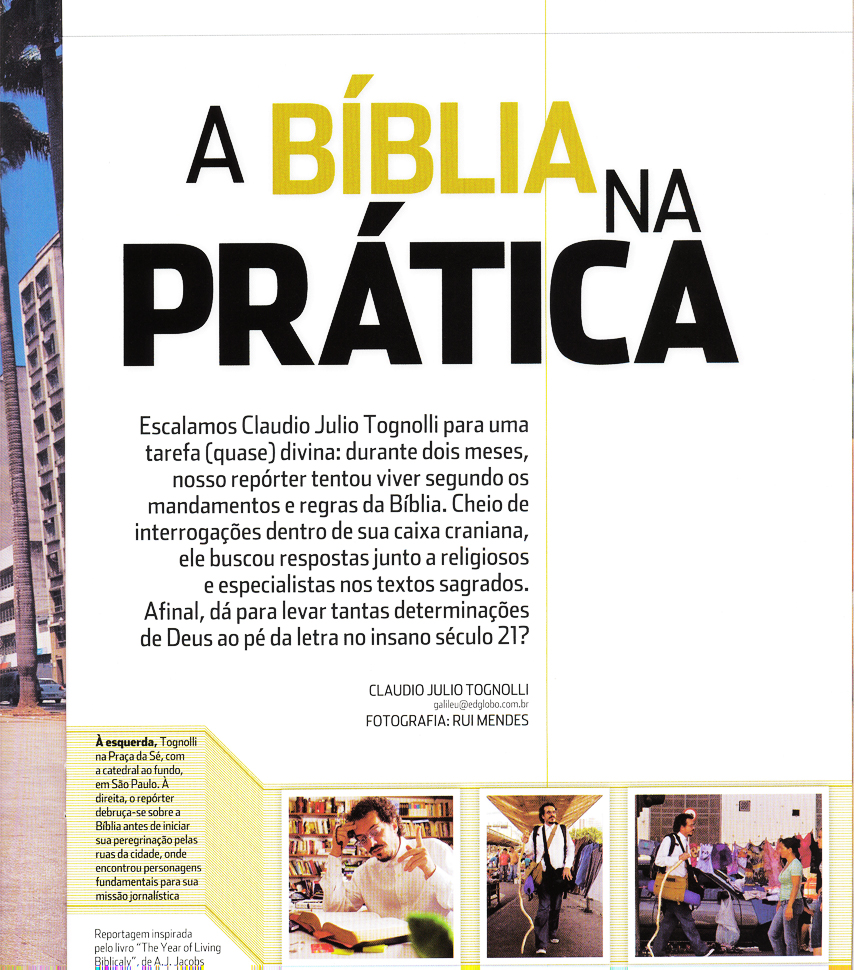 A BÍBLIA NA
PRÁTICA
Escalamos Claudio Julio Tognolli para uma
tarefa (quase) divina: durante dois meses,
nosso repórter tentou viver segundo os
mandamentos e regras da Bíblia. Cheio de
interrogações dentro de sua caixa craniana,
ele buscou respostas junto a religiosos
e especialistas nos textos sagrados.
Afinal, dá para levar tantas determinações
de Deus ao pé da letra no insano século 21?
CLAUDIO JULIO TOGNOLLI
galileu@edglobo.com.br
FOTOGRAFIA: RUI MENDES
À esquerda, Tognolli
na Praça da Sé, com
a catedral ao fundo,
em São Paulo. À
direita, o repórter
debruça-se sobre a
Bíblia antes de iniciar
sua peregrinação pelas
ruas da cidade, onde
encontrou personagens
fundamentais para sua
missão jornalística
Reportagem inspirada
pelo livro "The Year of Living
Biblicaly", de A.J. Jacobs